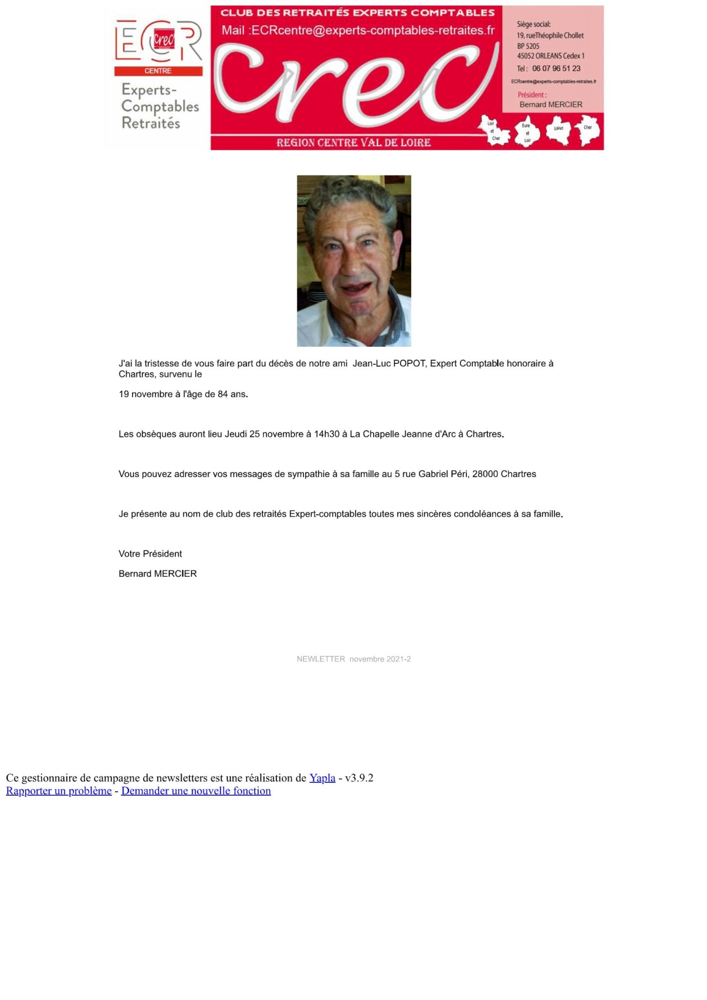 CLUB DES RETRAITÉS EXPERTS COMPTABLES
Mail :ECRcentre@experts-comptables-retraites.fr
ECR
crec
CENTRE
Experts-
Comptables
Retraités
crec
REGION CENTRE VAL DE LOIRE
Siège social:
19, rueThéophile Chollet
BP 5205
45052 ORLEANS Cedex 1
Tel : 06 07 96 51 23
ECRcentre@experts-comptables-retraites.fr
Président :
Bernard MERCIER
Loir
et
Cher
Eure
et
Loir
Loiret
Cher
J'ai la tristesse de vous faire part du décès de notre ami  Jean-Luc POPOT, Expert Comptable honoraire à
Chartres, survenu le
19 novembre à l'âge de 84 ans.
Les obsèques auront lieu Jeudi 25 novembre à 14h30 à La Chapelle Jeanne d'Arc à Chartres.
Vous pouvez adresser vos messages de sympathie à sa famille au 5 rue Gabriel Péri, 28000 Chartres
Je présente au nom de club des retraités Expert-comptables toutes mes sincères condoléances à sa famille.
Votre Président
Bernard MERCIER
NEWLETTER  novembre 2021-2
Ce gestionnaire de campagne de newsletters est une réalisation de Yapla - v3.9.2
Rapporter un problème - Demander une nouvelle fonction